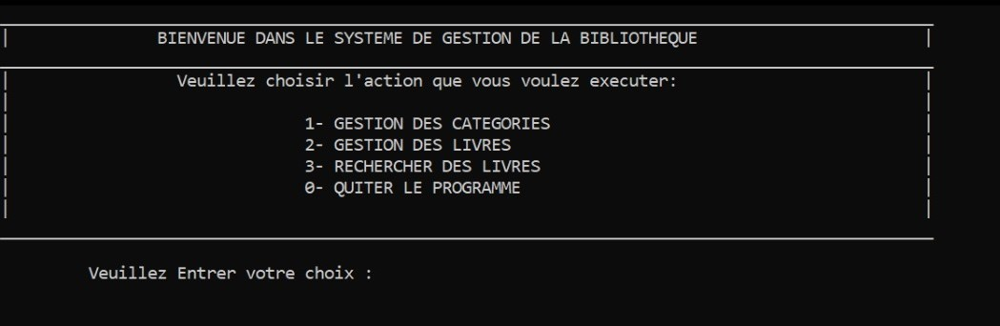 BIENVENUE DANS LE SYSTEME DE GESTION DE LA BIBLIOTHEQUE
Veuillez choisir l'action que vous voulez executer:
1- GESTION DES CATEGORIES
2- GESTION DES LIVRES
3- RECHERCHER DES LIVRES
0- QUITER LE PROGRAMME
Veuillez Entrer votre choix :